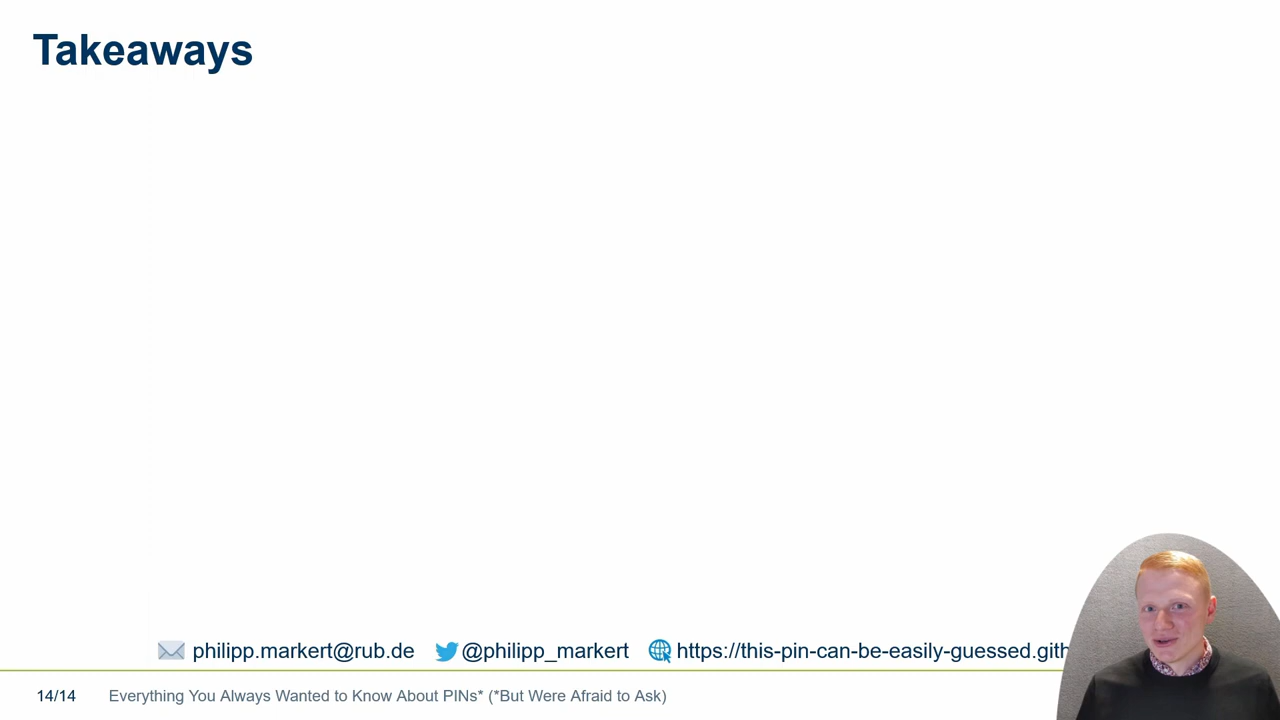 Takeaways
philipp.markert@rub.de @philipp_markert https://this-pin-can-be-easily-guessed.gith
14/14 Everything You Always Wanted to Know About PINs* (*But Were Afraid to Ask)